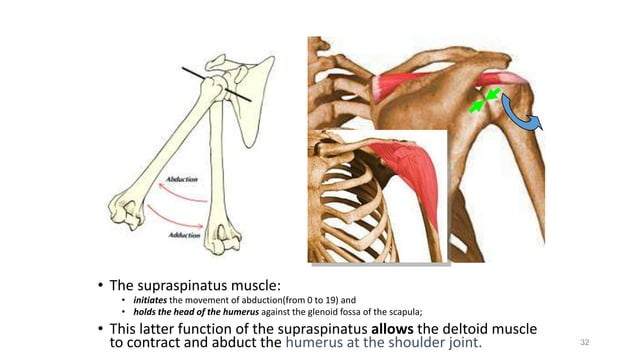 Abduction
Adduction
• The supraspinatus muscle:
• initiates the movement of abduction(from 0 to 19) and
• holds the head of the humerus against the glenoid fossa of the scapula;
• This latter function of the supraspinatus allows the deltoid muscle
to contract and abduct the humerus at the shoulder joint.
32